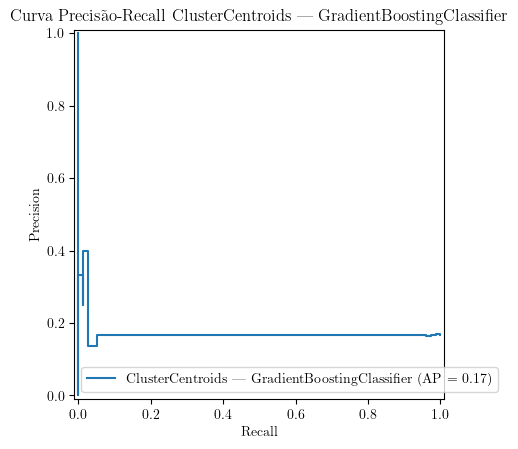 Curva Precisão-Recall ClusterCentroids — GradientBoostingClassifier
1.0
0.8
0.6
0.4
0.2
0.0
Precision
ClusterCentroids — GradientBoostingClassifier (AP = 0.17)
0.0 0.2 0.4 0.6 0.8 1.0
Recall